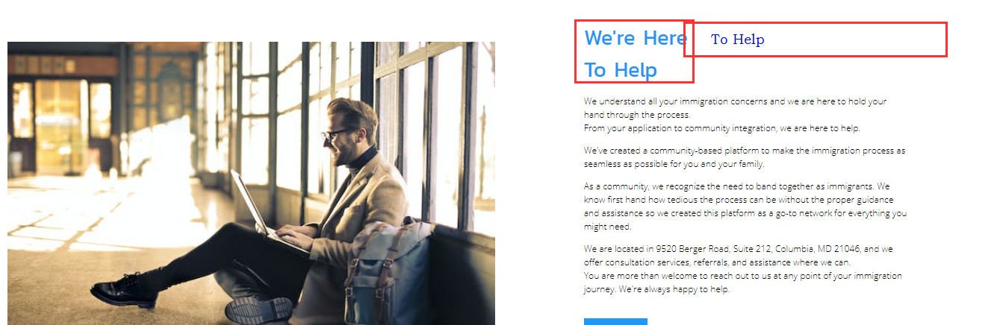 We're Here
To Help
To Help
We understand all your immigration concerns and we are here to hold your
hand through the process.
From your application to community integration, we are here to help.
We've created a community-based platform to make the immigration process as
seamless as possible for you and your family.
As a community, we recognize the need to band together as immigrants. We
know first hand how tedious the process can be without the proper guidance
and assistance so we created this platform as a go-to network for everything you
might need.
We are located in 9520 Berger Road, Suite 212, Columbia, MD 21046, and we
offer consultation services, referrals, and assistance where we can.
You are more than welcome to reach out to us at any point of your immigration
journey. We're always happy to help.